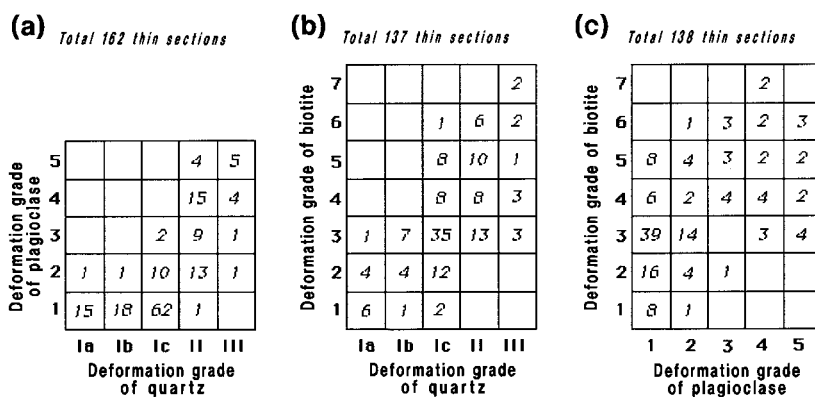 (a) Total 162 thin sections
Deformation grade
of plagioclase
5 4 5
4 15 4
3 2 9 1
2 1 1 10 13 1
1 15 18 62 1
Ia Ib Ic II III
Deformation grade
of quartz
(b) Total 137 thin sections
Deformation grade of biotite
7 2
6 1 6 2
5 8 10 1
4 8 8 3
3 1 7 35 13 3
2 4 4 12
1 6 1 2
Ia Ib Ic II III
Deformation grade
of quartz
(c) Total 138 thin sections
Deformation grade of biotite
7 2
6 1 3 2 3
5 8 4 3 2 2
4 6 2 4 4 2
3 39 14 3 4
2 16 4 1
1 8 1
1 2 3 4 5
Deformation grade
of plagioclase